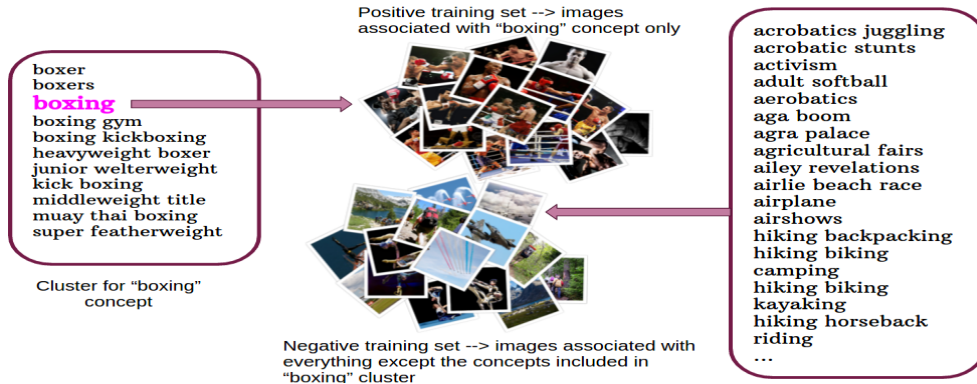 Positive training set --> images
associated with "boxing" concept only
boxer
boxers
boxing
boxing gym
boxing kickboxing
heavyweight boxer
junior welterweight
kick boxing
middleweight title
muay thai boxing
super featherweight
Cluster for "boxing"
concept
acrobatics juggling
acrobatic stunts
activism
adult softball
aerobatics
aga boom
agra palace
agricultural fairs
ailey revelations
airlie beach race
airplane
airshows
hiking backpacking
hiking biking
camping
hiking biking
kayaking
hiking horseback
riding
...
Negative training set --> images associated with
everything except the concepts included in
"boxing" cluster